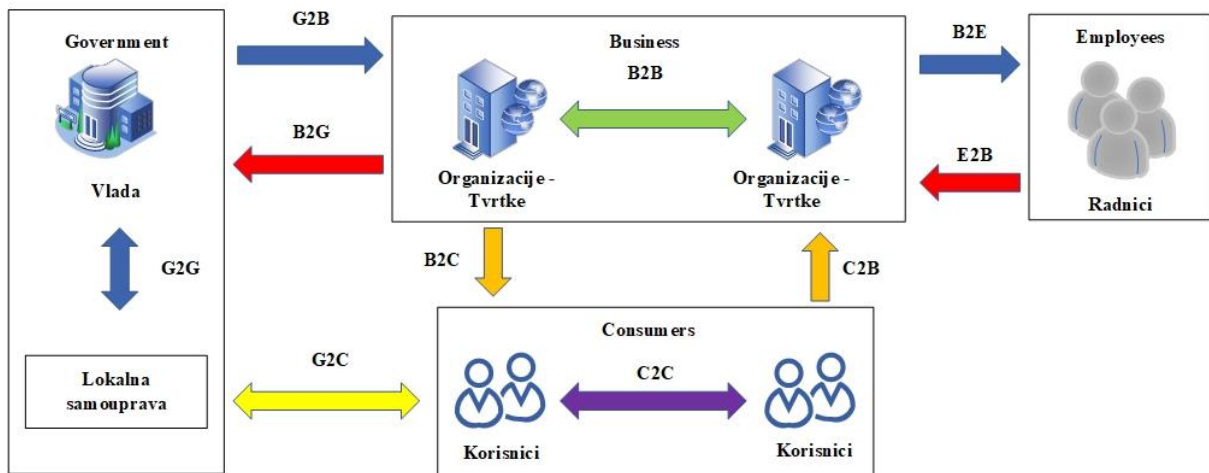 G2B
Government
Business
B2B
B2E
Employees
B2G
E2B
Vlada
Organizacije -
Tvrtke
Organizacije -
Tvrtke
Radnici
G2G
B2C
C2B
Consumers
G2C
C2C
Lokalna
samouprava
Korisnici
Korisnici